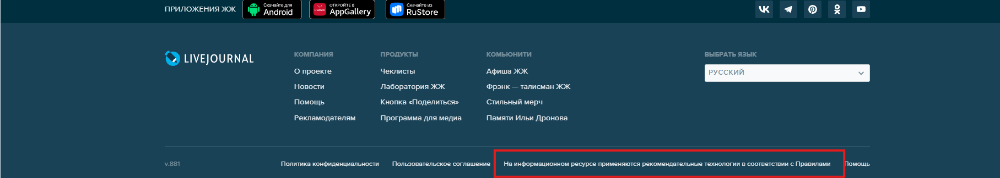 ПРИЛОЖЕНИЯ ЖЖ
Скачайте для
Android
ОТКРОЙТЕ В
AppGallery
Скачайте из
RuStore
LIVEJOURNAL
КОМПАНИЯ
О проекте
Новости
Помощь
Рекламодателям
ПРОДУКТЫ
Чеклисты
Лаборатория ЖЖ
Кнопка «Поделиться»
Программа для медиа
КОМЬЮНИТИ
Афиша ЖЖ
Фрэнк — талисман ЖЖ
Стильный мерч
Памяти Ильи Дронова
ВЫБРАТЬ ЯЗЫК
РУССКИЙ
v.881
Политика конфиденциальности
Пользовательское соглашение
На информационном ресурсе применяются рекомендательные технологии в соответствии с Правилами
Помощь